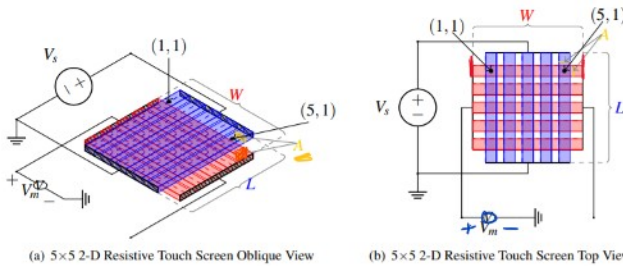 (1,1)
W
V_s
− +
(5,1)
A
L
+
V_m
−
(a) 5×5 2-D Resistive Touch Screen Oblique View
W
(1,1)
(5,1)
A
V_s
+
−
L
+ V_m −
(b) 5×5 2-D Resistive Touch Screen Top View